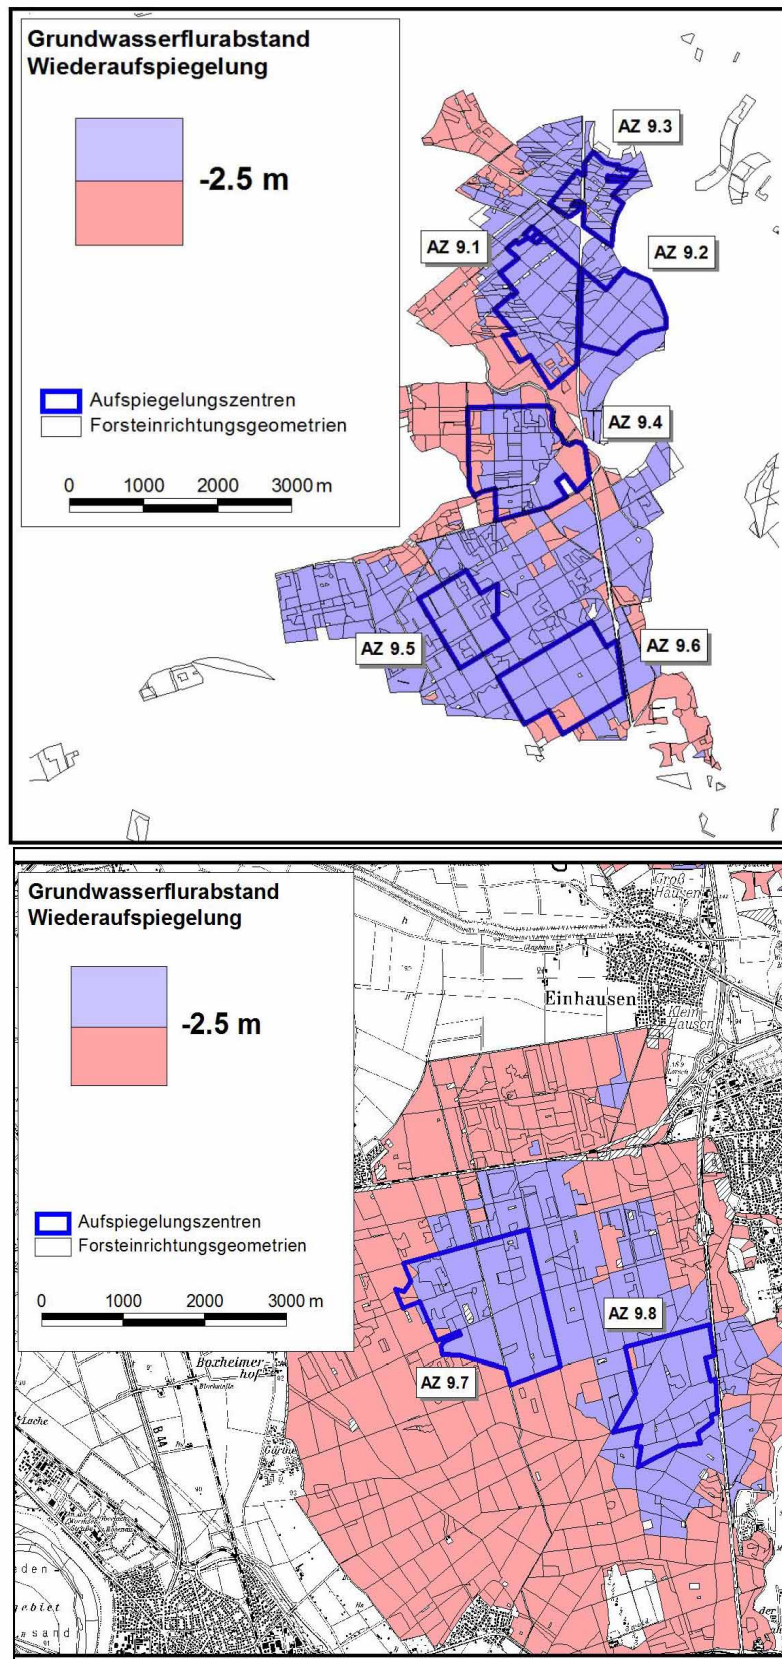 Grundwasserflurabstand
Wiederaufspiegelung
-2.5 m
Aufspiegelungszentren
Forsteinrichtungsgeometrien
0 1000 2000 3000 m
AZ 9.3
AZ 9.1
AZ 9.2
AZ 9.4
AZ 9.5
AZ 9.6
Grundwasserflurabstand
Wiederaufspiegelung
-2.5 m
Aufspiegelungszentren
Forsteinrichtungsgeometrien
0 1000 2000 3000 m
Groß
Hausen
Einhausen
Klein
Hausen
AZ 9.8
AZ 9.7
Boxheimer-
hof
B 44
Lache